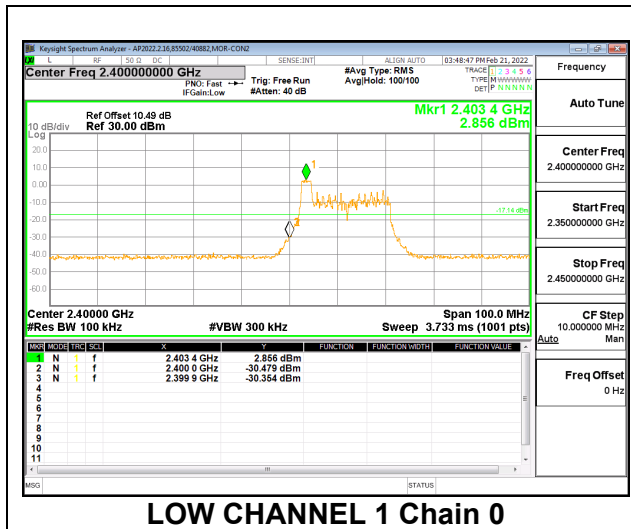 Keysight Spectrum Analyzer - AP2022.2.16,85502/40882,MOR-CON2
L RF 50 Ω DC SENSE:INT ALIGN AUTO 03:48:47 PM Feb 21, 2022
Center Freq 2.400000000 GHz
PNO: Fast
IFGain:Low
Trig: Free Run
#Atten: 40 dB
#Avg Type: RMS
Avg|Hold: 100/100
TRACE 1 2 3 4 5 6
TYPE M WWWWW
DET P N N N N N
Frequency
Auto Tune
Center Freq
2.400000000 GHz
Start Freq
2.350000000 GHz
Stop Freq
2.450000000 GHz
CF Step
10.000000 MHz
Auto Man
Freq Offset
0 Hz
Mkr1 2.403 4 GHz
2.856 dBm
Ref Offset 10.49 dB
10 dB/div Ref 30.00 dBm
Log
20.0
10.0
0.00
-10.0
-20.0
-30.0
-40.0
-50.0
-60.0
1
-17.14 dBm
Center 2.40000 GHz Span 100.0 MHz
#Res BW 100 kHz #VBW 300 kHz Sweep 3.733 ms (1001 pts)
MKR MODE TRC SCL X Y FUNCTION FUNCTION WIDTH FUNCTION VALUE
1 N 1 f 2.403 4 GHz 2.856 dBm
2 N 1 f 2.400 0 GHz -30.479 dBm
3 N 1 f 2.399 9 GHz -30.354 dBm
4
5
6
7
8
9
10
11
MSG STATUS
LOW CHANNEL 1 Chain 0